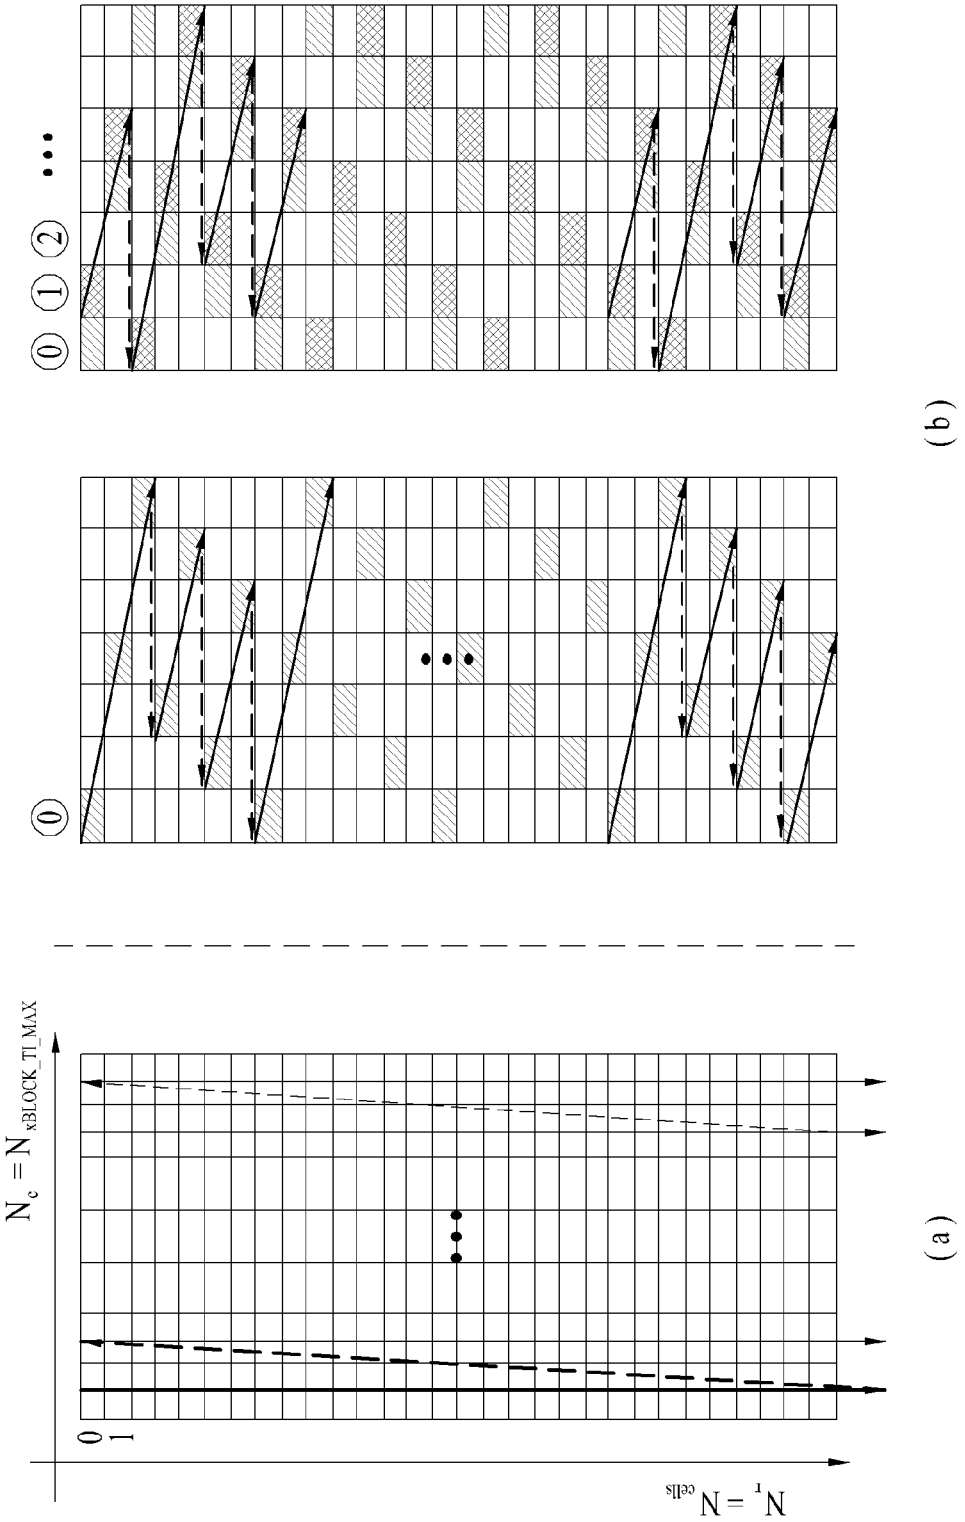 N_c = N_xBLOCK_TI_MAX
N_r = N_cells
0
1
(a)
0
0 1 2 •••
(b)